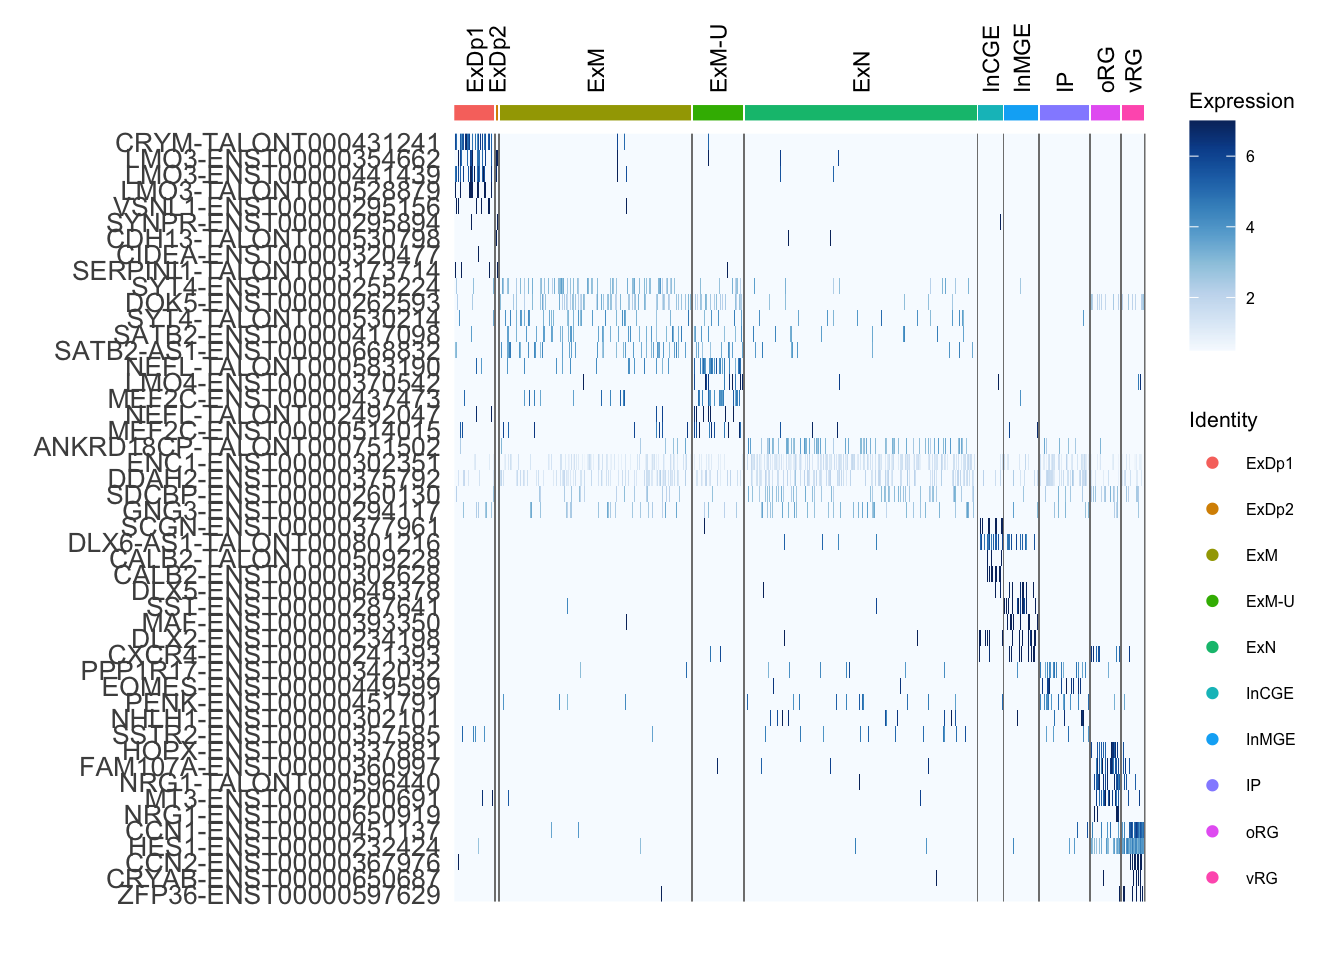 ExDp1
ExDp2
ExM
ExM-U
ExN
InCGE
InMGE
IP
oRG
vRG
CRYM-TALONT000431241
LMO3-ENST00000354662
LMO3-ENST00000441439
LMO3-TALONT000528879
VSNL1-ENST00000295156
SYNPR-ENST00000295894
CDH13-TALONT000530798
CIDEA-ENST00000320477
SERPINI1-TALONT003173714
SYT4-ENST00000255224
DOK5-ENST00000262593
SYT4-TALONT000530214
SATB2-ENST00000417098
SATB2-AS1-ENST00000668832
NEFL-TALONT000583190
LMO4-ENST00000370542
MEF2C-ENST00000437473
NEFL-TALONT002492047
MEF2C-ENST00000514015
ANKRD18CP-TALONT000751502
ENC1-ENST00000302351
DDAH2-ENST00000375792
SDCBP-ENST00000260130
GNG3-ENST00000294117
SCGN-ENST00000377961
DLX6-AS1-TALONT000801216
CALB2-TALONT000509228
CALB2-ENST00000302628
DLX5-ENST00000648378
SST-ENST00000287641
MAF-ENST00000393350
DLX2-ENST00000234198
CXCR4-ENST00000241393
PPP1R17-ENST00000342032
EOMES-ENST00000449599
PENK-ENST00000451791
NHLH1-ENST00000302101
SSTR2-ENST00000357585
HOPX-ENST00000337881
FAM107A-ENST00000360997
NRG1-TALONT000596440
MT3-ENST00000200691
NRG1-ENST00000650919
CCN1-ENST00000451137
HES1-ENST00000232424
CCN2-ENST00000367976
CRYAB-ENST00000650687
ZFP36-ENST00000597629
Expression
6
4
2
Identity
ExDp1
ExDp2
ExM
ExM-U
ExN
InCGE
InMGE
IP
oRG
vRG